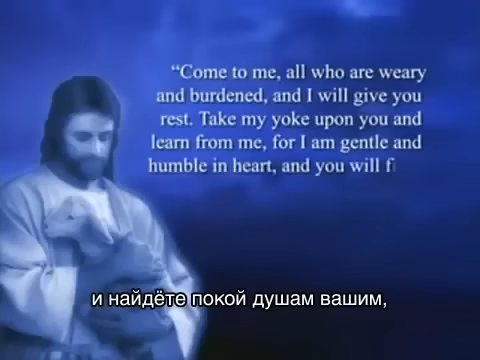 “Come to me, all who are weary
and burdened, and I will give you
rest. Take my yoke upon you and
learn from me, for I am gentle and
humble in heart, and you will f
и найдёте покой душам вашим,